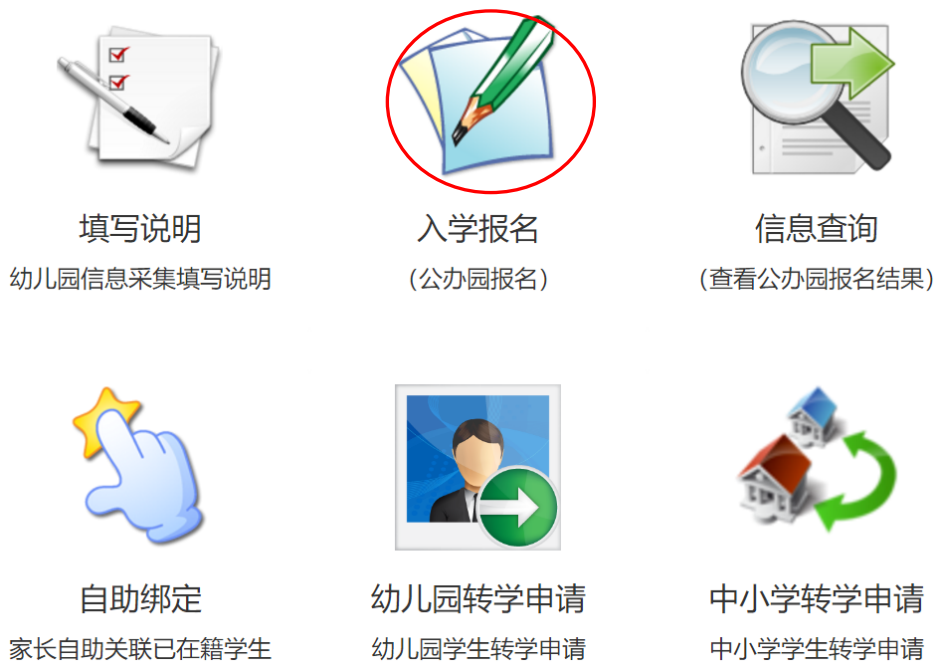 填写说明
幼儿园信息采集填写说明
入学报名
（公办园报名）
信息查询
（查看公办园报名结果）
自助绑定
家长自助关联已在籍学生
幼儿园转学申请
幼儿园学生转学申请
中小学转学申请
中小学学生转学申请